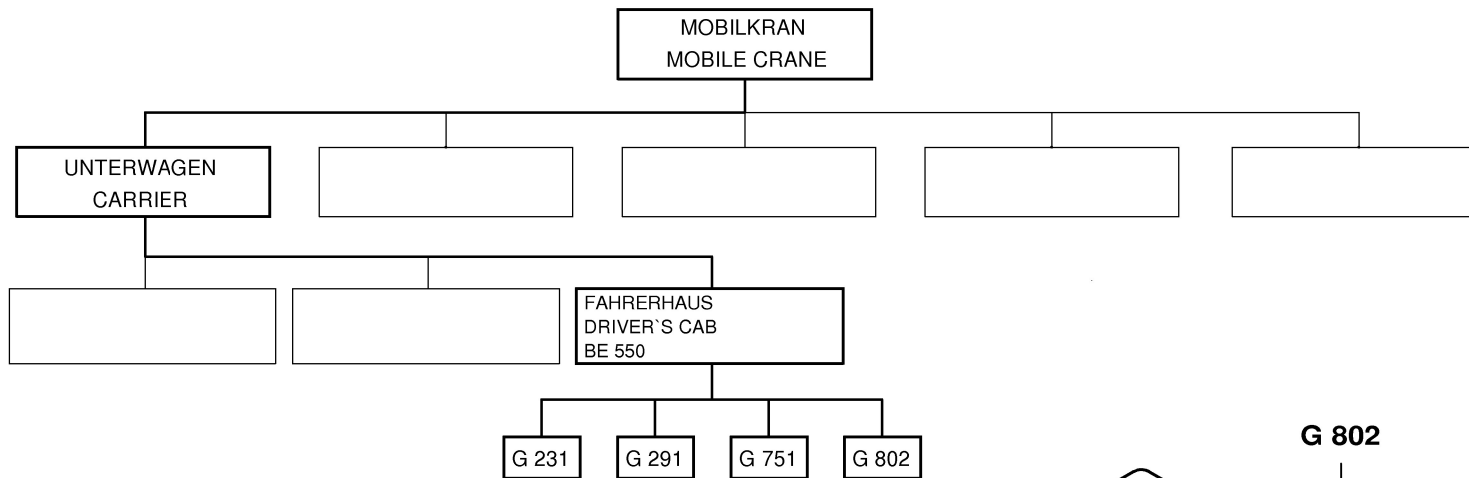 MOBILKRAN
MOBILE CRANE
UNTERWAGEN
CARRIER
FAHRERHAUS
DRIVER`S CAB
BE 550
G 231
G 291
G 751
G 802
G 802